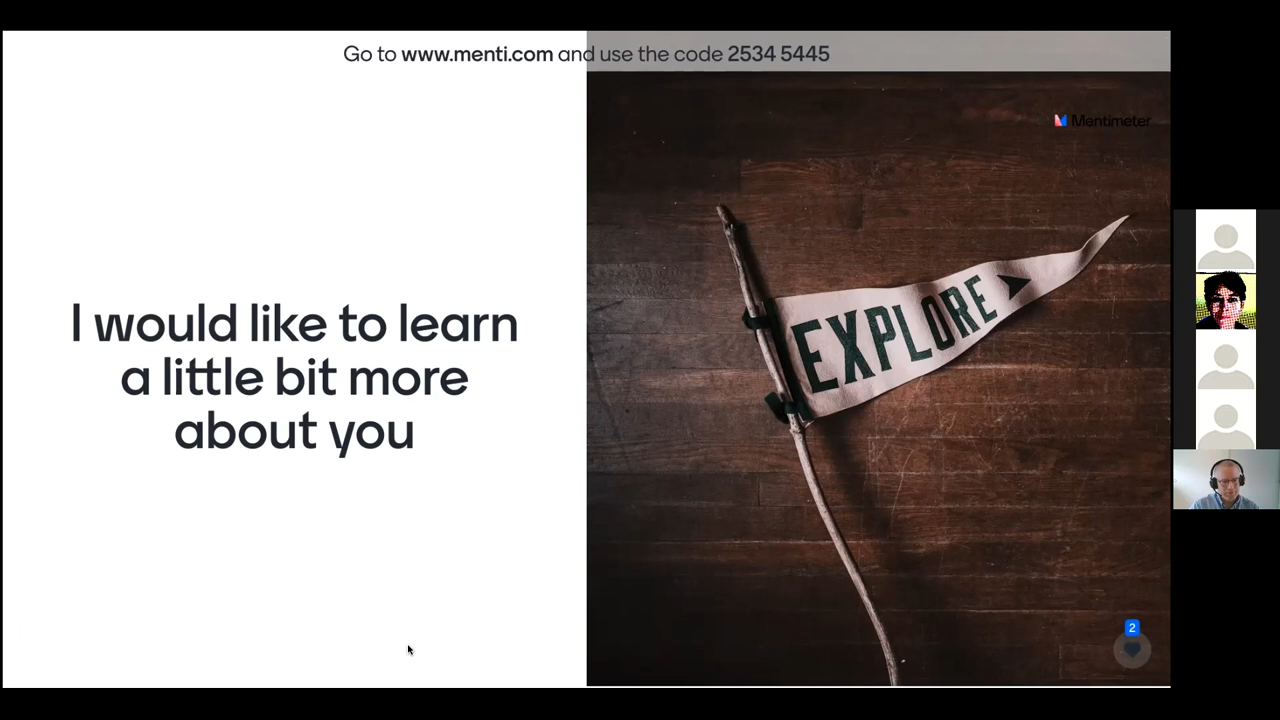 Go to www.menti.com and use the code 2534 5445
Mentimeter
I would like to learn
a little bit more
about you
EXPLORE
2